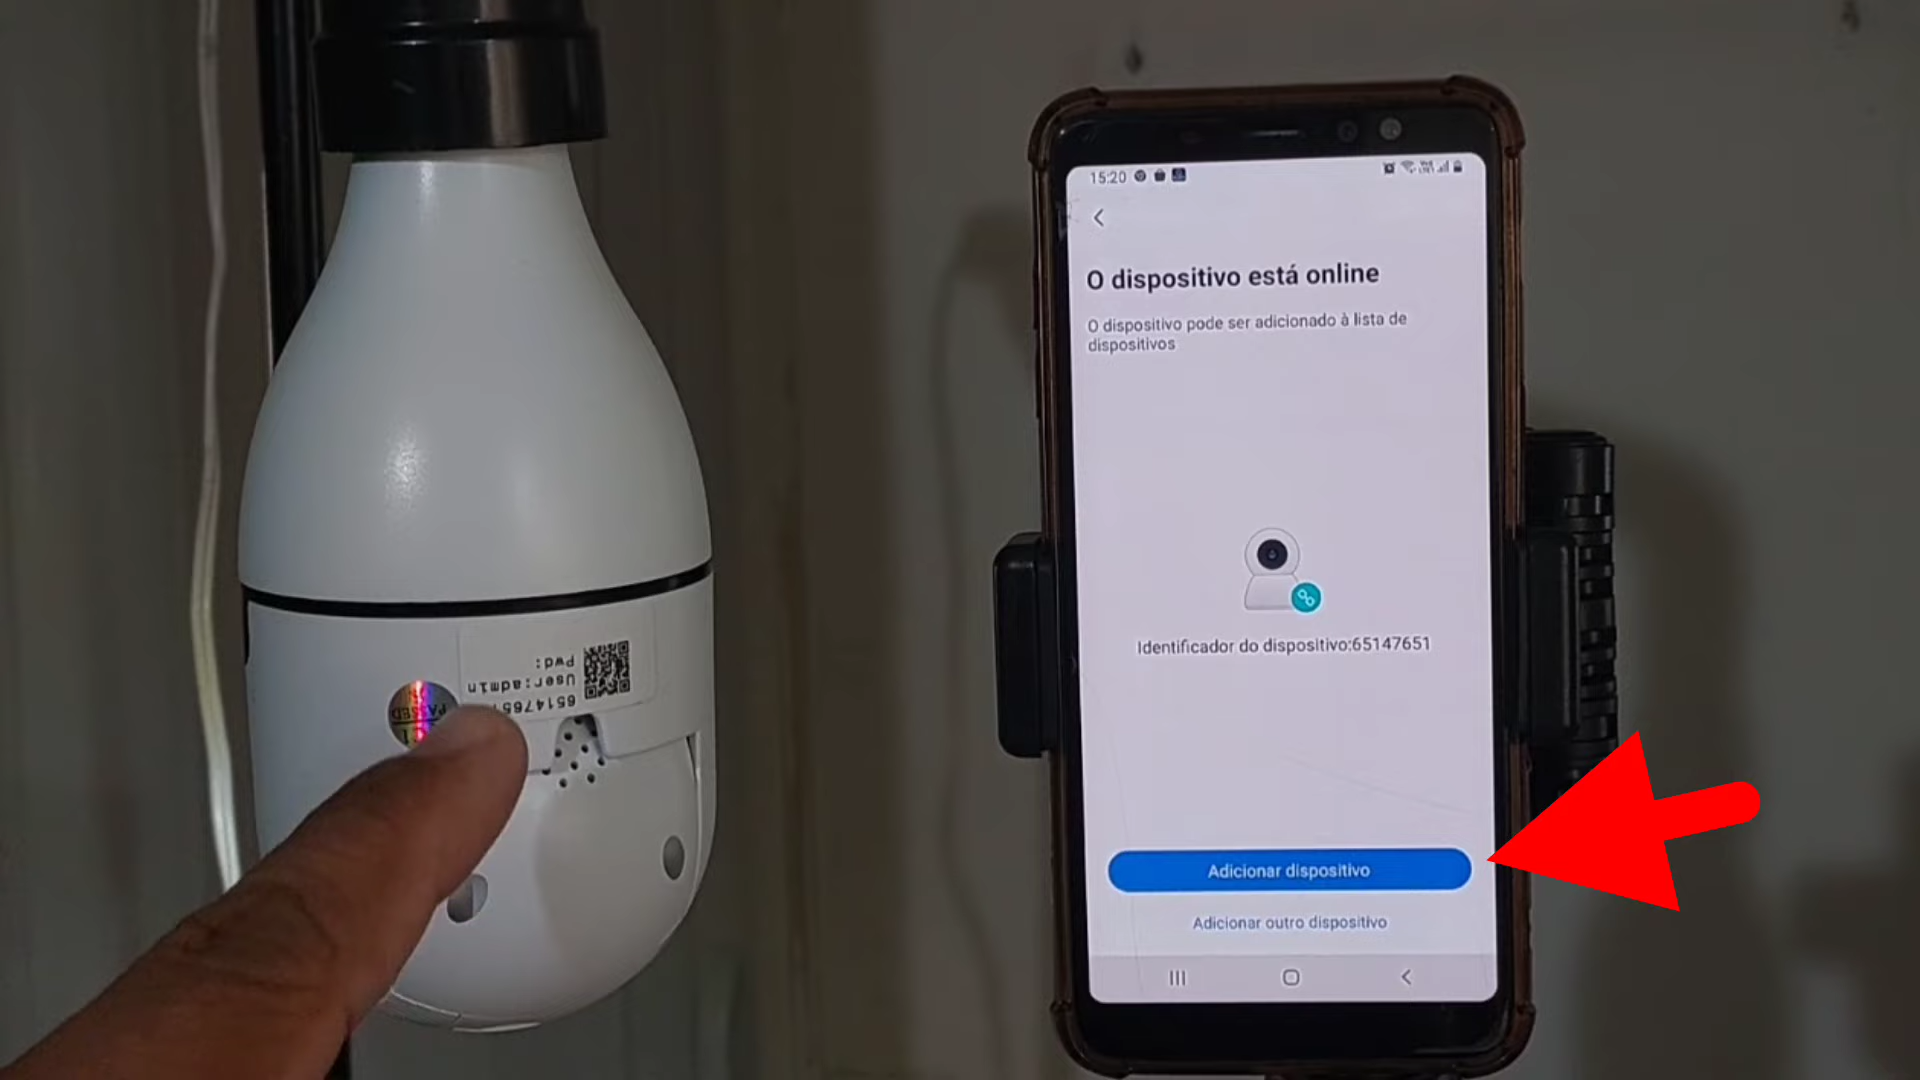 PASSED
65147651
User:admin
Pwd:
15:20
O dispositivo está online
O dispositivo pode ser adicionado à lista de
dispositivos
Identificador do dispositivo:65147651
Adicionar dispositivo
Adicionar outro dispositivo